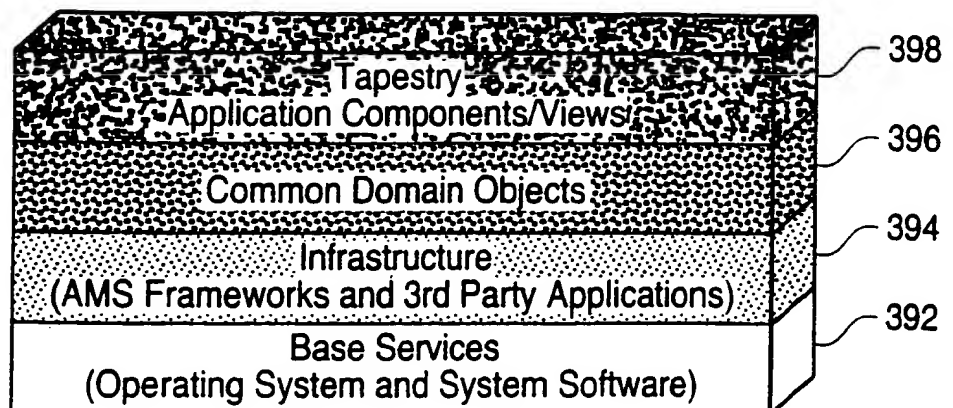 Tapestry
Application Components/Views
Common Domain Objects
Infrastructure
(AMS Frameworks and 3rd Party Applications)
Base Services
(Operating System and System Software)
398
396
394
392